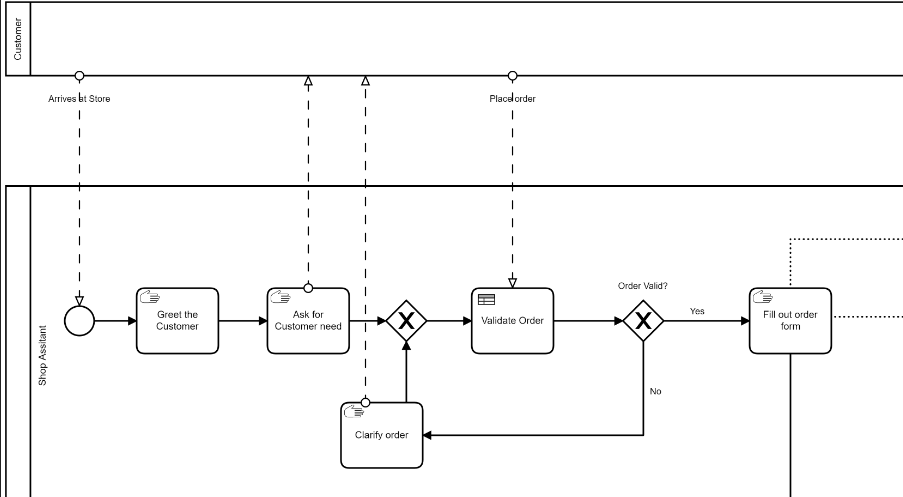 Customer
Arrives at Store
Place order
Shop Assitant
Greet the
Customer
Ask for
Customer need
X
Validate Order
Order Valid?
X
Yes
Fill out order
form
No
Clarify order